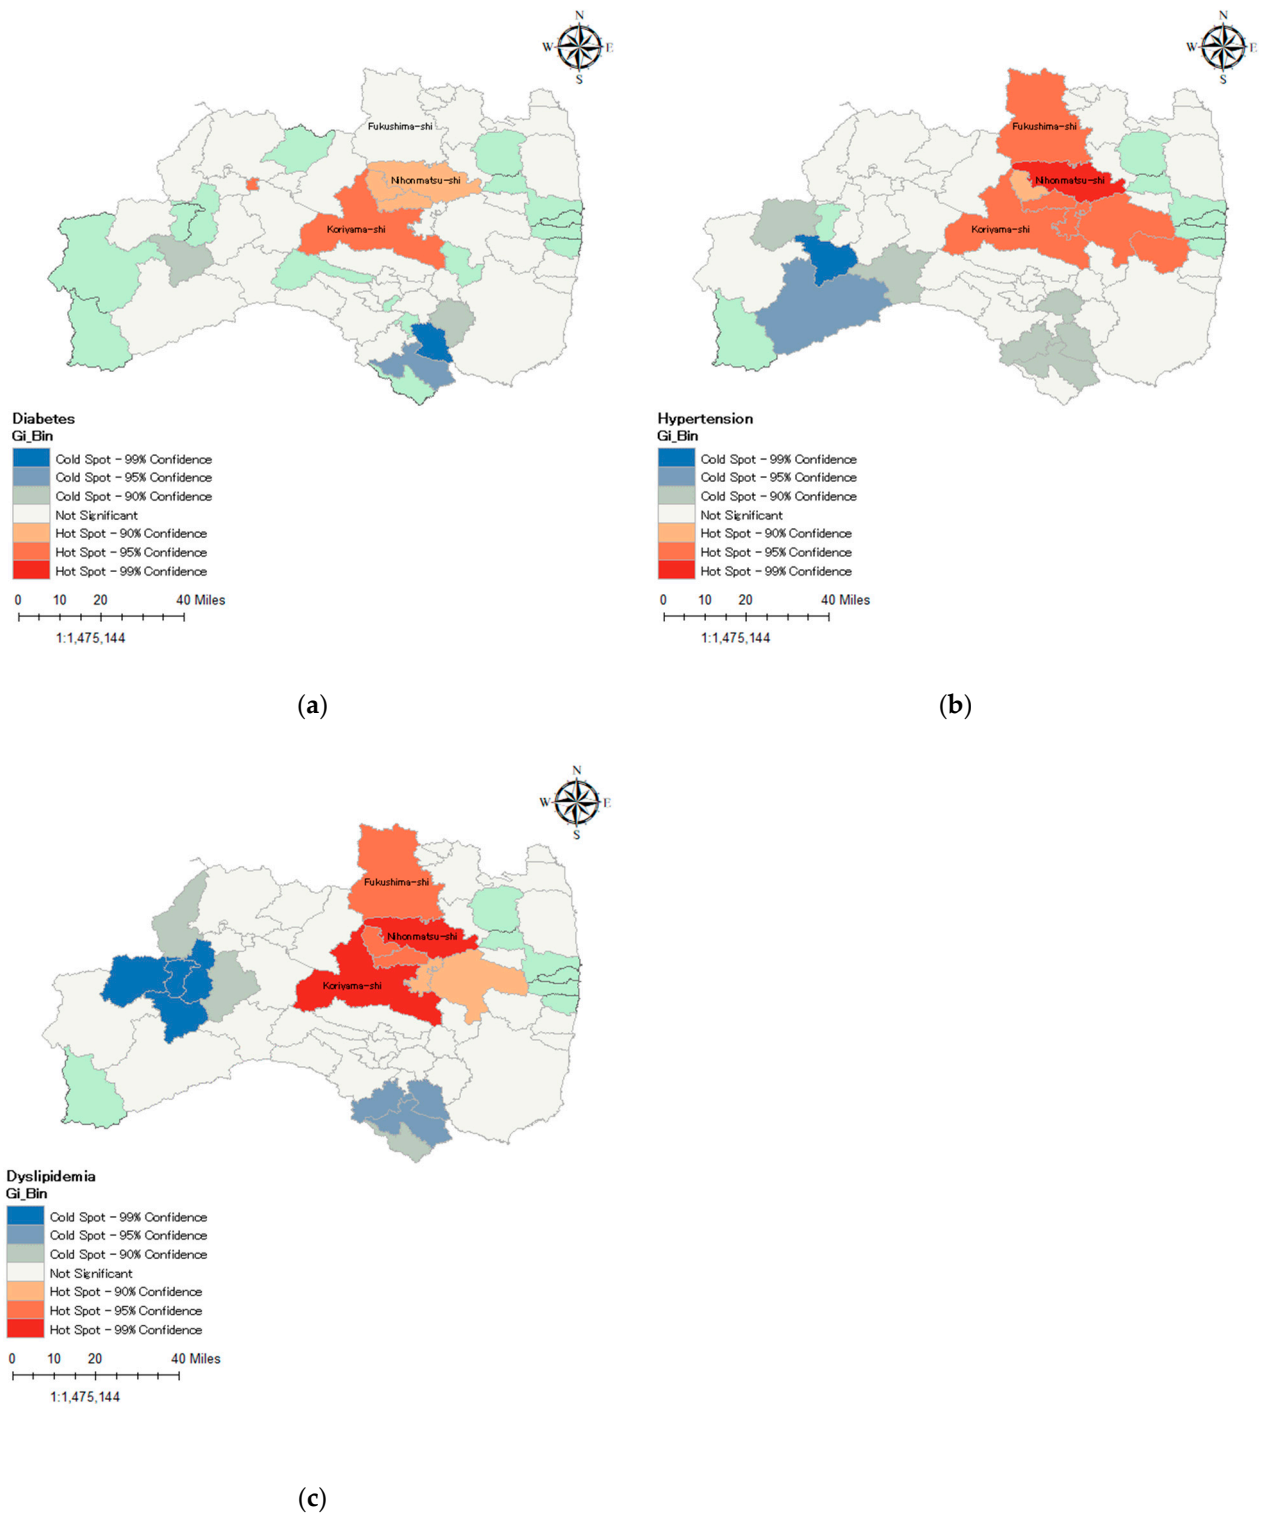 N
W E
S
Fukushima-shi
Nihonmatsu-shi
Koriyama-shi
Diabetes
Gi_Bin
Cold Spot - 99% Confidence
Cold Spot - 95% Confidence
Cold Spot - 90% Confidence
Not Significant
Hot Spot - 90% Confidence
Hot Spot - 95% Confidence
Hot Spot - 99% Confidence
0 10 20 40 Miles
1:1,475,144
(a)
N
W E
S
Fukushima-shi
Nihonmatsu-shi
Koriyama-shi
Hypertension
Gi_Bin
Cold Spot - 99% Confidence
Cold Spot - 95% Confidence
Cold Spot - 90% Confidence
Not Significant
Hot Spot - 90% Confidence
Hot Spot - 95% Confidence
Hot Spot - 99% Confidence
0 10 20 40 Miles
1:1,475,144
(b)
N
W E
S
Fukushima-shi
Nihonmatsu-shi
Koriyama-shi
Dyslipidemia
Gi_Bin
Cold Spot - 99% Confidence
Cold Spot - 95% Confidence
Cold Spot - 90% Confidence
Not Significant
Hot Spot - 90% Confidence
Hot Spot - 95% Confidence
Hot Spot - 99% Confidence
0 10 20 40 Miles
1:1,475,144
(c)